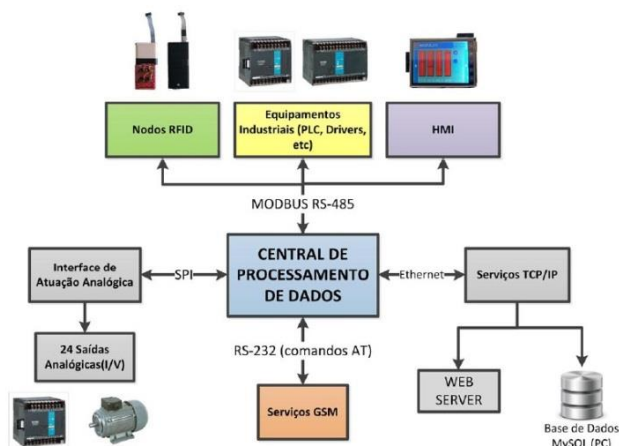 Nodos RFID
Equipamentos
Industriais (PLC, Drivers,
etc)
HMI
MODBUS RS-485
Interface de
Atuação Analógica
SPI
CENTRAL DE
PROCESSAMENTO
DE DADOS
Ethernet
Serviços TCP/IP
24 Saídas
Analógicas(I/V)
RS-232 (comandos AT)
Serviços GSM
WEB
SERVER
Base de Dados
MySQL (PC)